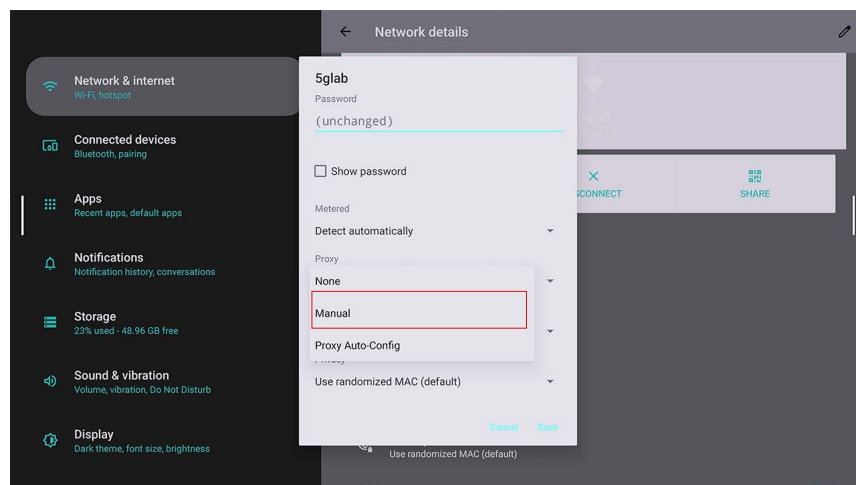 Network details
Network & internet
Wi-Fi, hotspot
Connected devices
Bluetooth, pairing
Apps
Recent apps, default apps
Notifications
Notification history, conversations
Storage
23% used - 48.96 GB free
Sound & vibration
Volume, vibration, Do Not Disturb
Display
Dark theme, font size, brightness
5glab
Password
(unchanged)
Show password
Metered
Detect automatically
Proxy
None
Manual
Proxy Auto-Config
Privacy
Use randomized MAC (default)
Cancel
Save
5glab
SCONNECT
SHARE
Use randomized MAC (default)